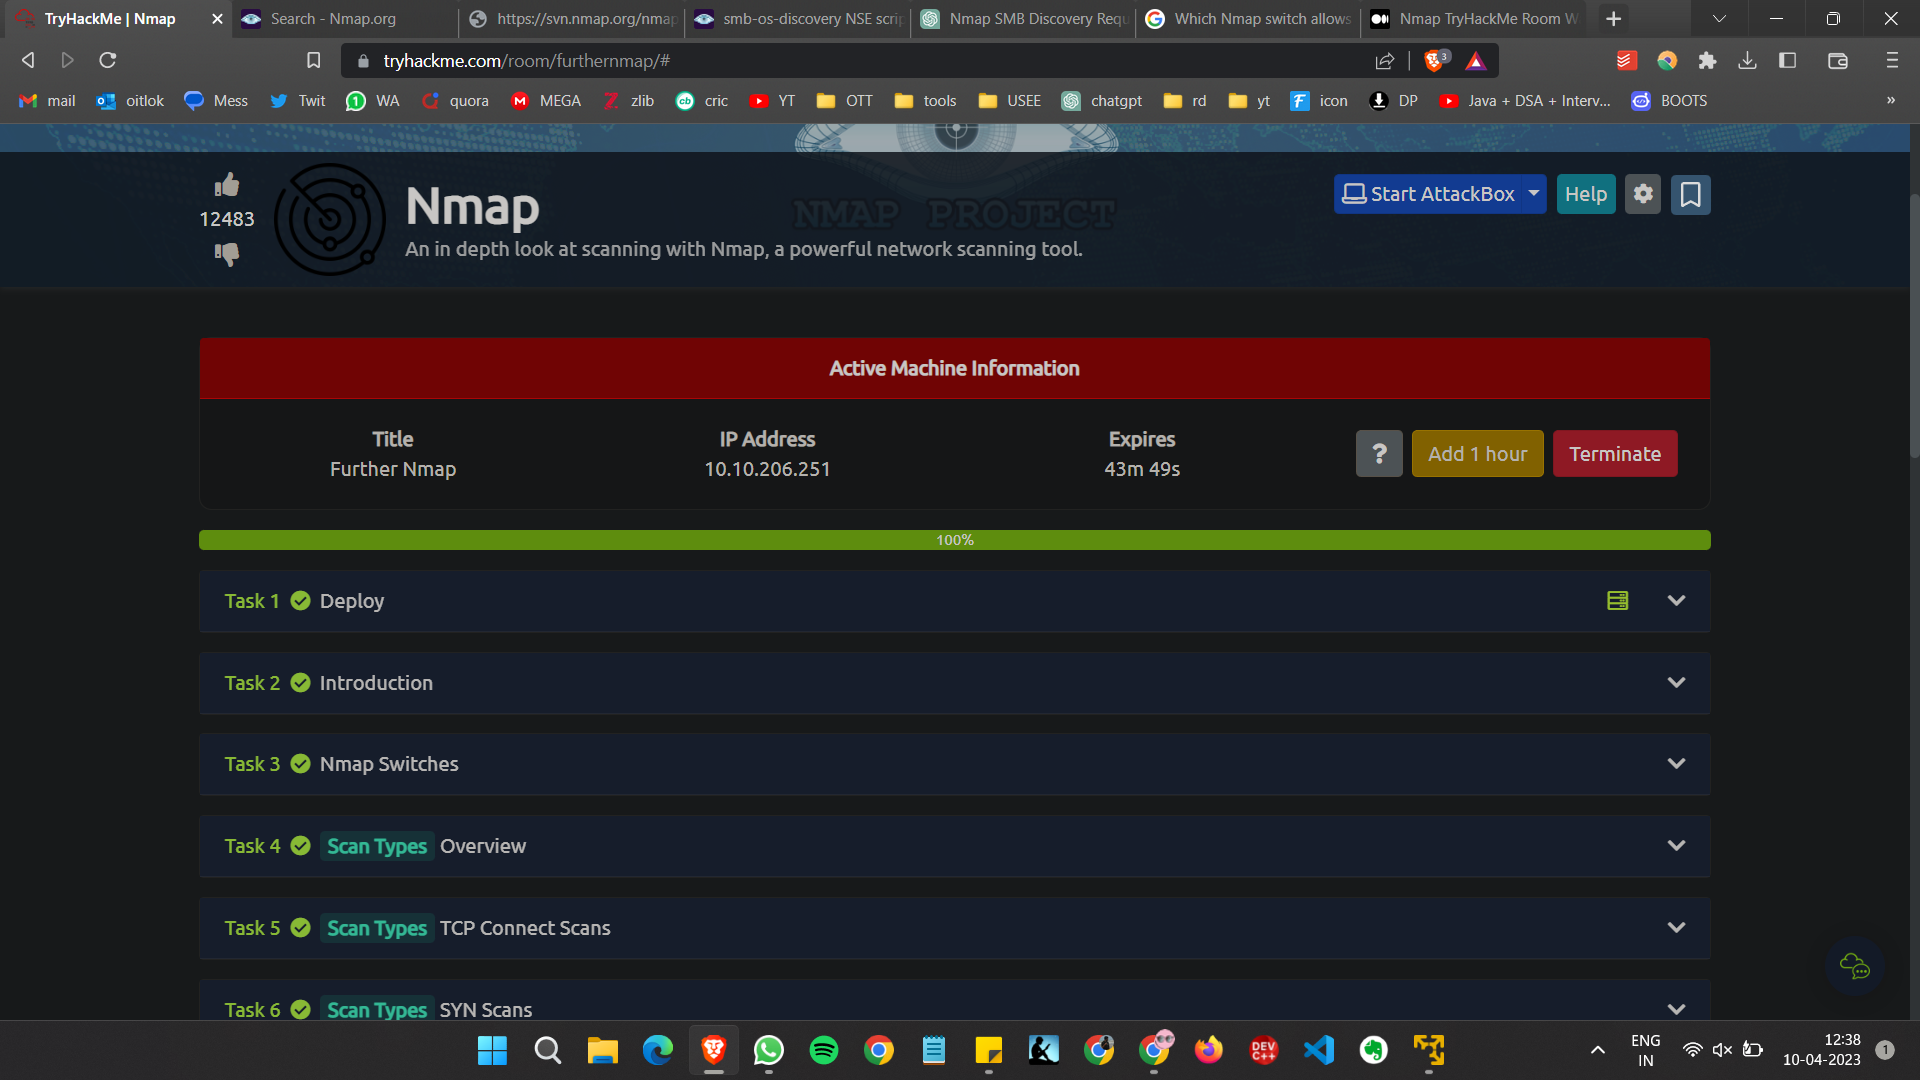 TryHackMe | Nmap
Search - Nmap.org
https://svn.nmap.org/nmap
smb-os-discovery NSE scrip
Nmap SMB Discovery Requ
Which Nmap switch allows
Nmap TryHackMe Room W
tryhackme.com/room/furthernmap/#
3
mail
oitlok
Mess
Twit
1
WA
quora
MEGA
zlib
cb
cric
YT
OTT
tools
USEE
chatgpt
rd
yt
icon
DP
Java + DSA + Interv...
BOOTS
»
12483
Nmap
NMAP PROJECT
An in depth look at scanning with Nmap, a powerful network scanning tool.
Start AttackBox
Help
Active Machine Information
Title
IP Address
Expires
Further Nmap
10.10.206.251
43m 49s
?
Add 1 hour
Terminate
100%
Task 1 Deploy
Task 2 Introduction
Task 3 Nmap Switches
Task 4 Scan Types Overview
Task 5 Scan Types TCP Connect Scans
Task 6 Scan Types SYN Scans
DEV C++
ENG
IN
12:38
10-04-2023
1